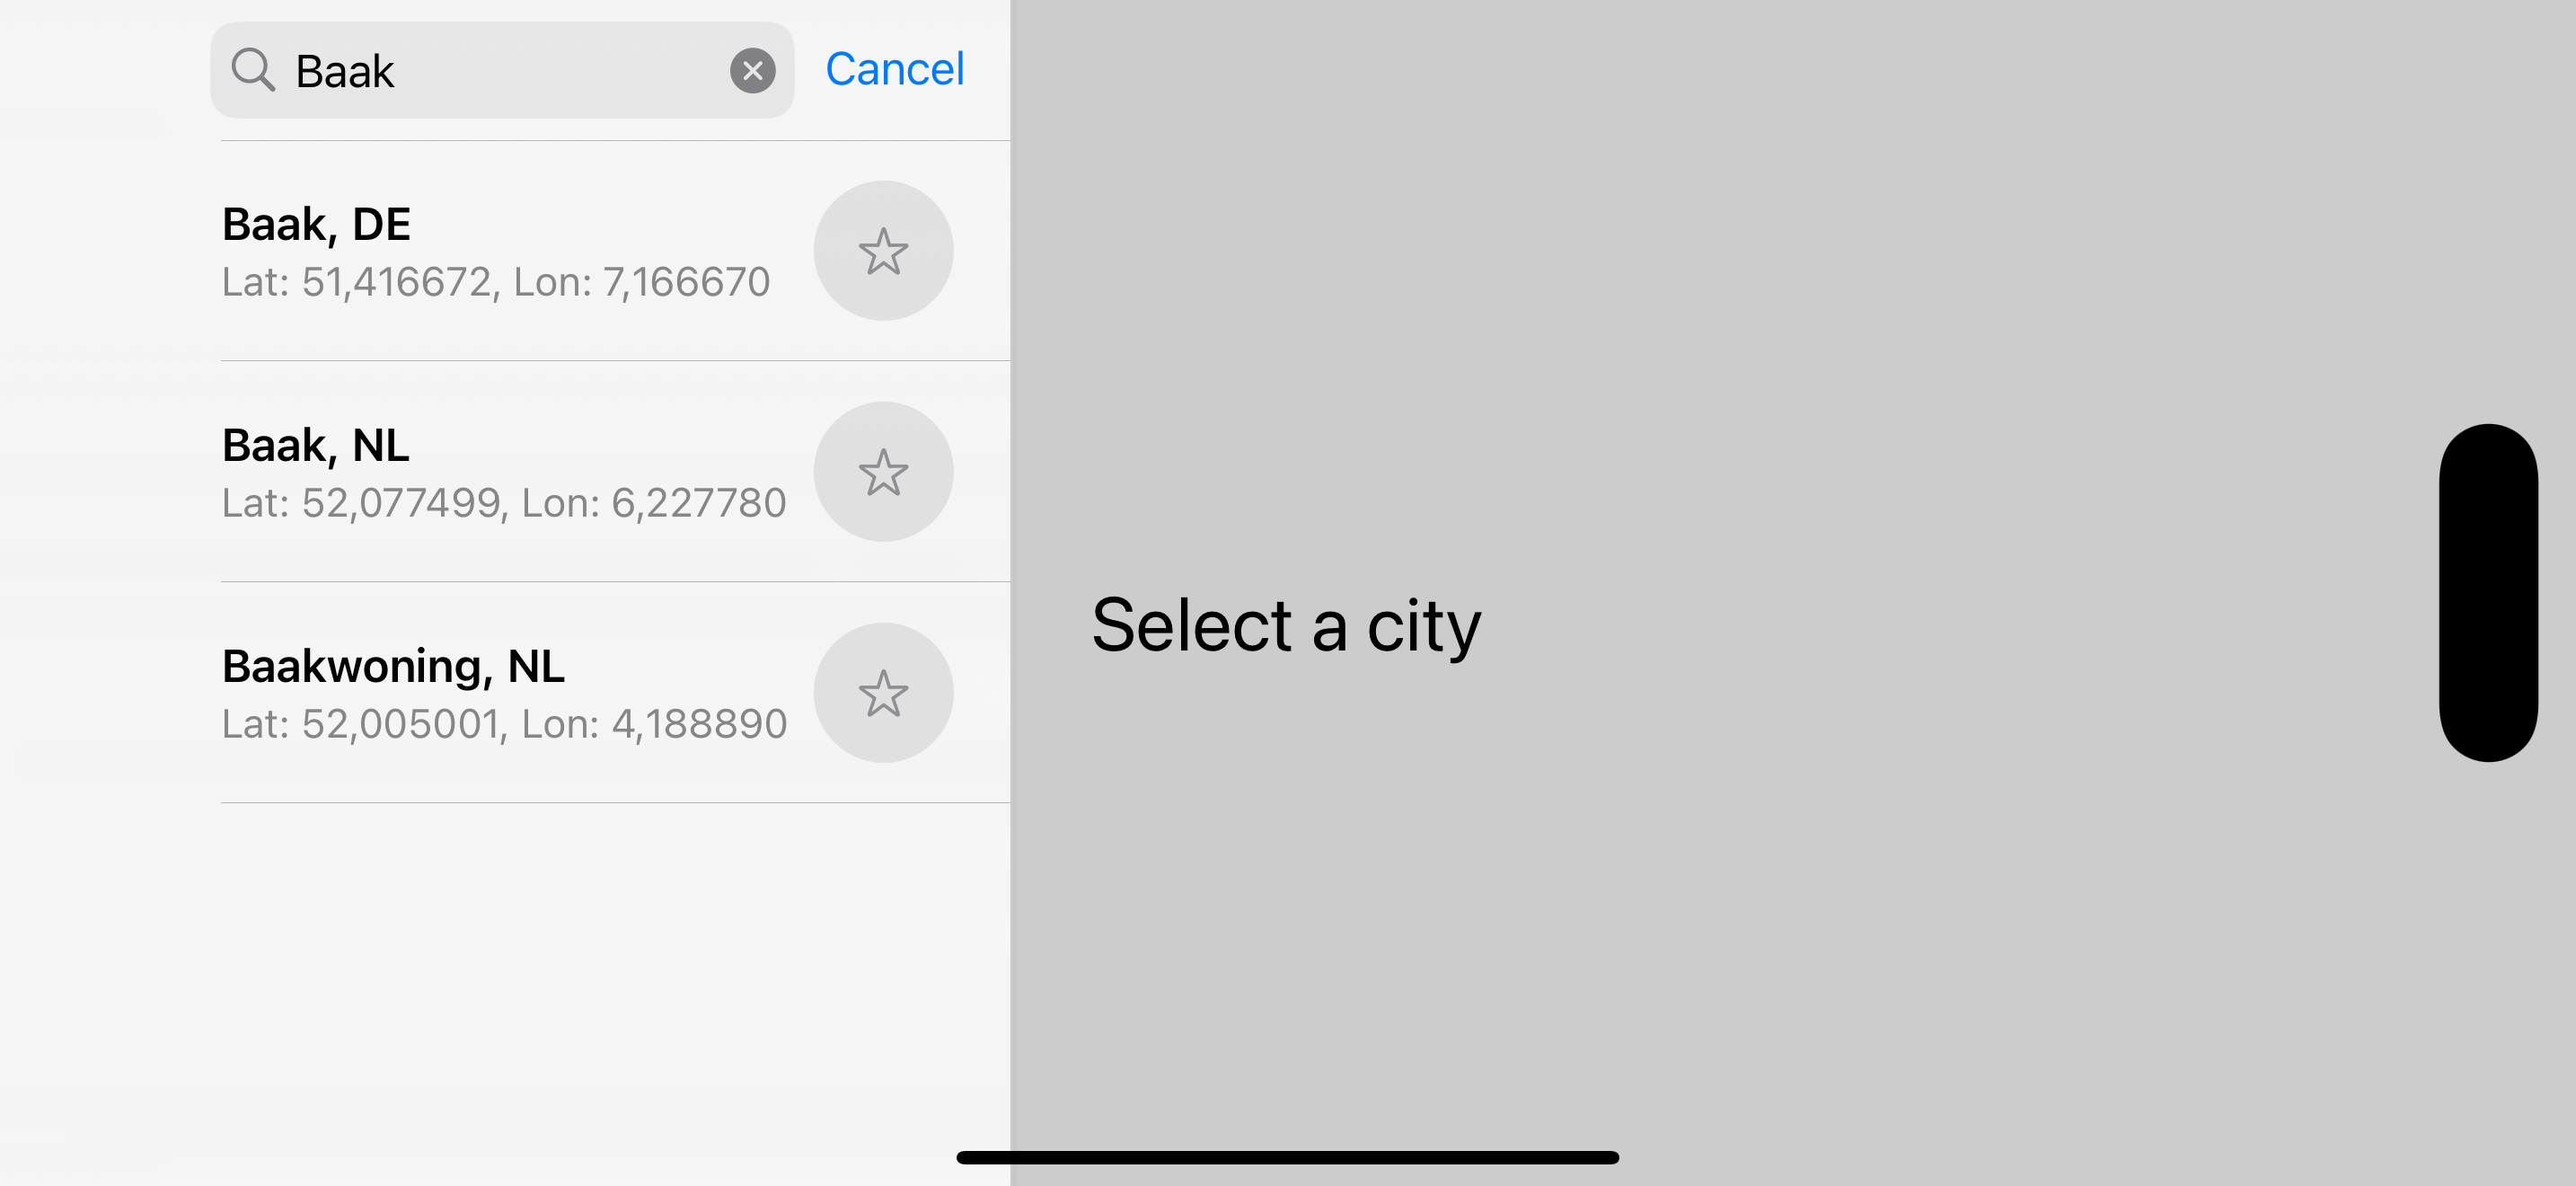 Baak
Cancel
Baak, DE
Lat: 51,416672, Lon: 7,166670
Baak, NL
Lat: 52,077499, Lon: 6,227780
Baakwoning, NL
Lat: 52,005001, Lon: 4,188890
Select a city